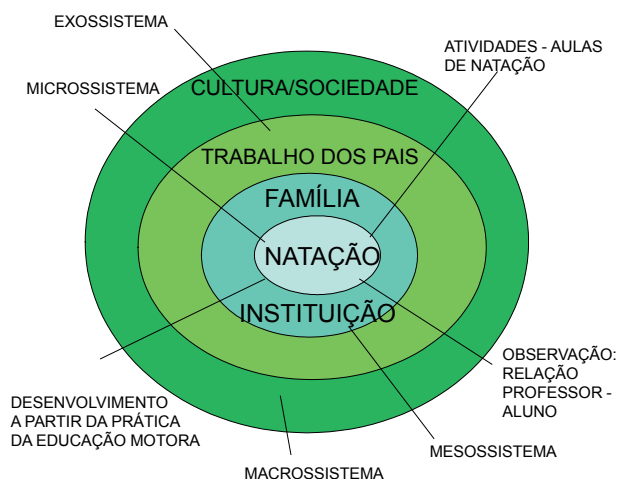 EXOSSISTEMA
ATIVIDADES - AULAS
DE NATAÇÃO
MICROSSISTEMA
CULTURA/SOCIEDADE
TRABALHO DOS PAIS
FAMÍLIA
NATAÇÃO
INSTITUIÇÃO
OBSERVAÇÃO:
RELAÇÃO
PROFESSOR -
ALUNO
DESENVOLVIMENTO
A PARTIR DA PRÁTICA
DA EDUCAÇÃO MOTORA
MESOSSISTEMA
MACROSSISTEMA